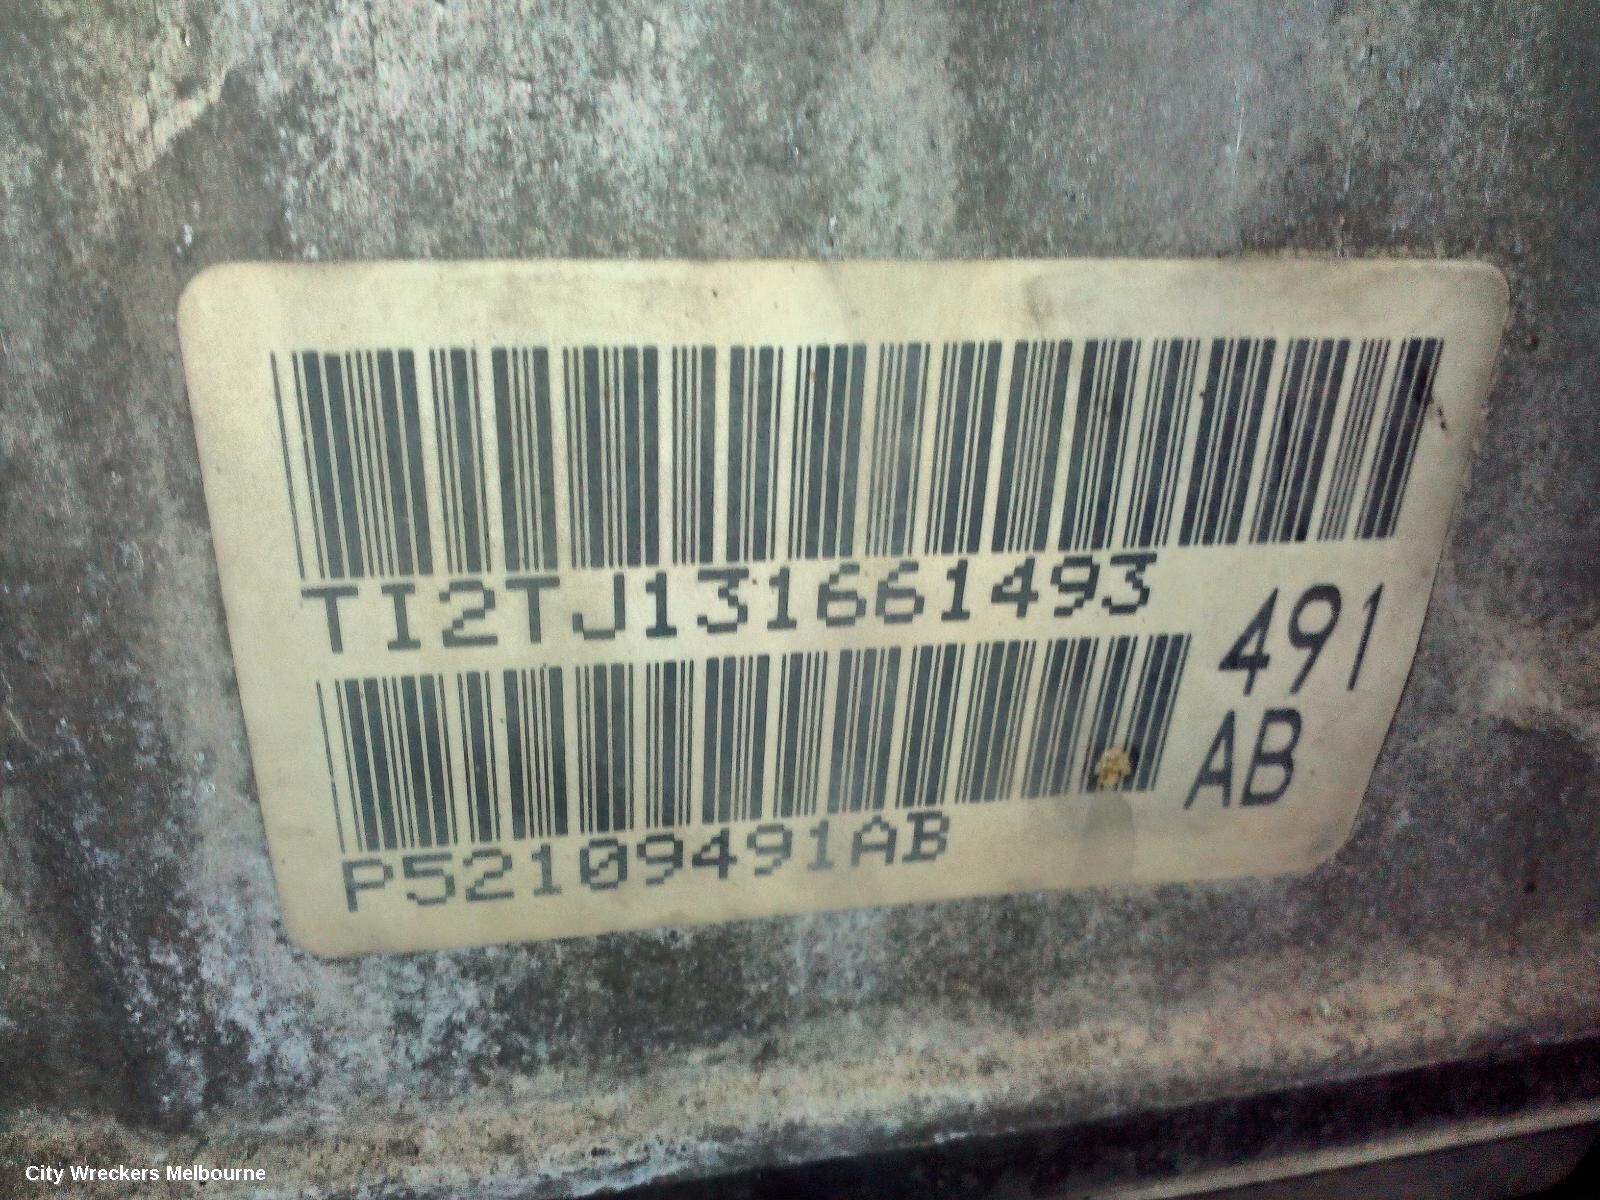 TI2TJ131661493
491
AB
P52109491AB
City Wreckers Melbourne